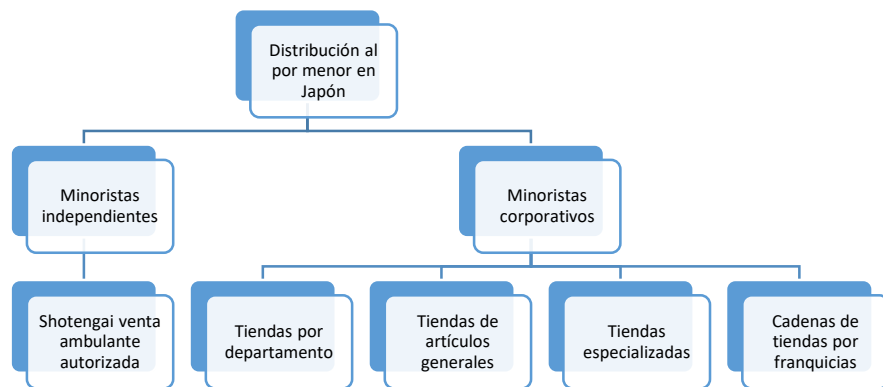 Distribución al
por menor en
Japón
Minoristas
independientes
Minoristas
corporativos
Shotengai venta
ambulante
autorizada
Tiendas por
departamento
Tiendas de
artículos
generales
Tiendas
especializadas
Cadenas de
tiendas por
franquicias